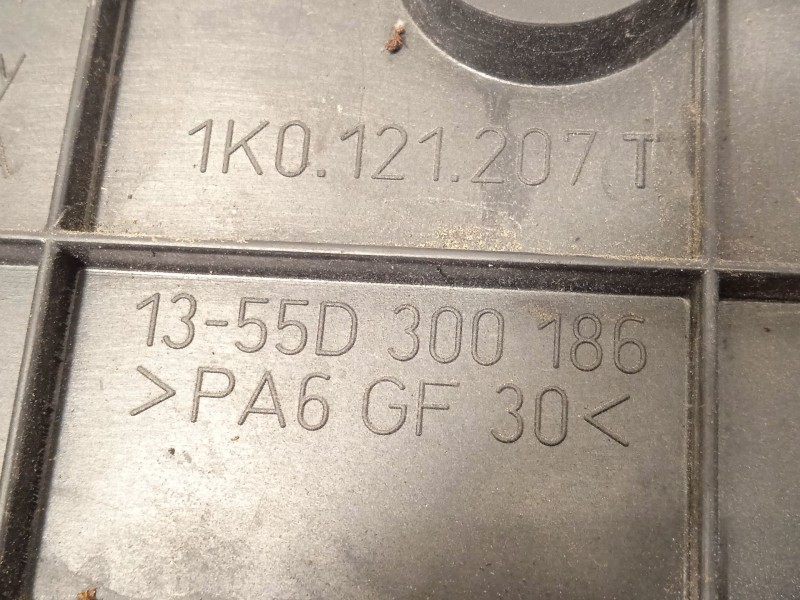 1K0.121.207 T
13-55D 300 186
>PA6 GF 30<